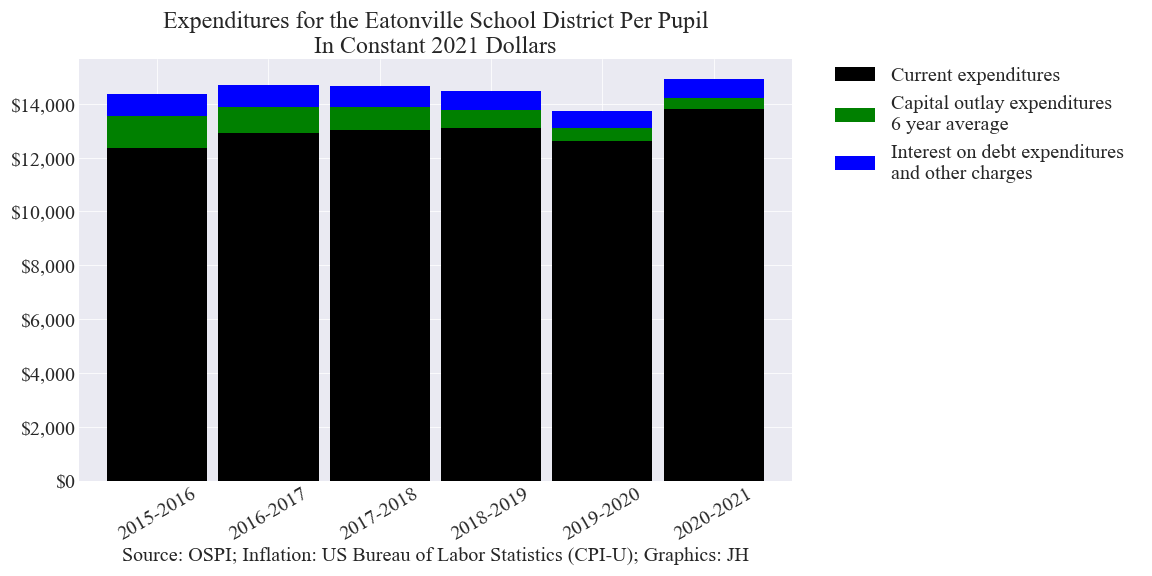 Expenditures for the Eatonville School District Per Pupil
In Constant 2021 Dollars
$14,000
$12,000
$10,000
$8,000
$6,000
$4,000
$2,000
$0
2015-2016
2016-2017
2017-2018
2018-2019
2019-2020
2020-2021
Source: OSPI; Inflation: US Bureau of Labor Statistics (CPI-U); Graphics: JH
Current expenditures
Capital outlay expenditures
6 year average
Interest on debt expenditures
and other charges